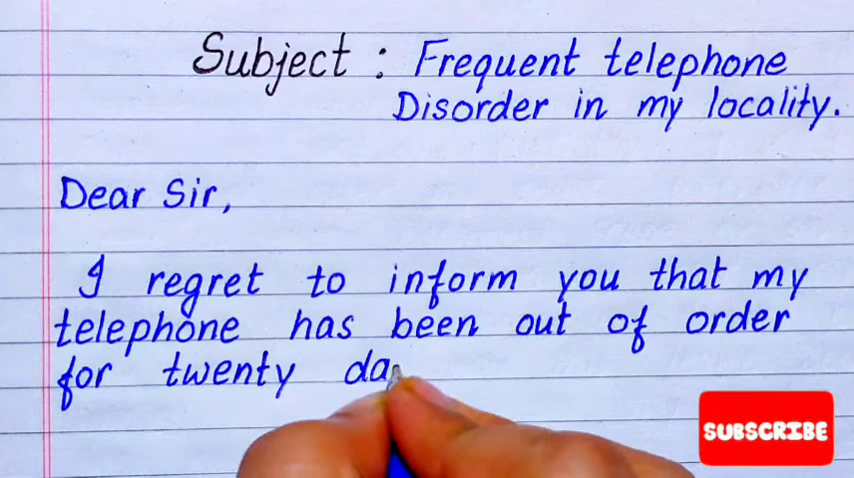 Subject : Frequent telephone
Disorder in my locality.
Dear Sir,
I regret to inform you that my
telephone has been out of order
for twenty da
SUBSCRIBE